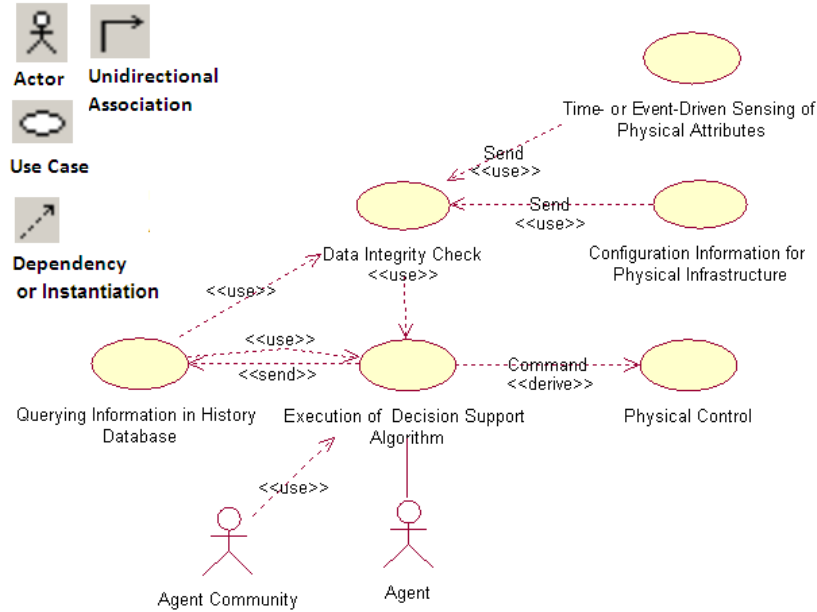 Actor
Unidirectional
Association
Use Case
Dependency
or Instantiation
Time- or Event-Driven Sensing of
Physical Attributes
Send
<<use>>
Send
<<use>>
Data Integrity Check
<<use>>
Configuration Information for
Physical Infrastructure
<<use>>
<<use>>
<<send>>
Command
<<derive>>
Querying Information in History
Database
Execution of Decision Support
Algorithm
Physical Control
<<use>>
Agent Community
Agent